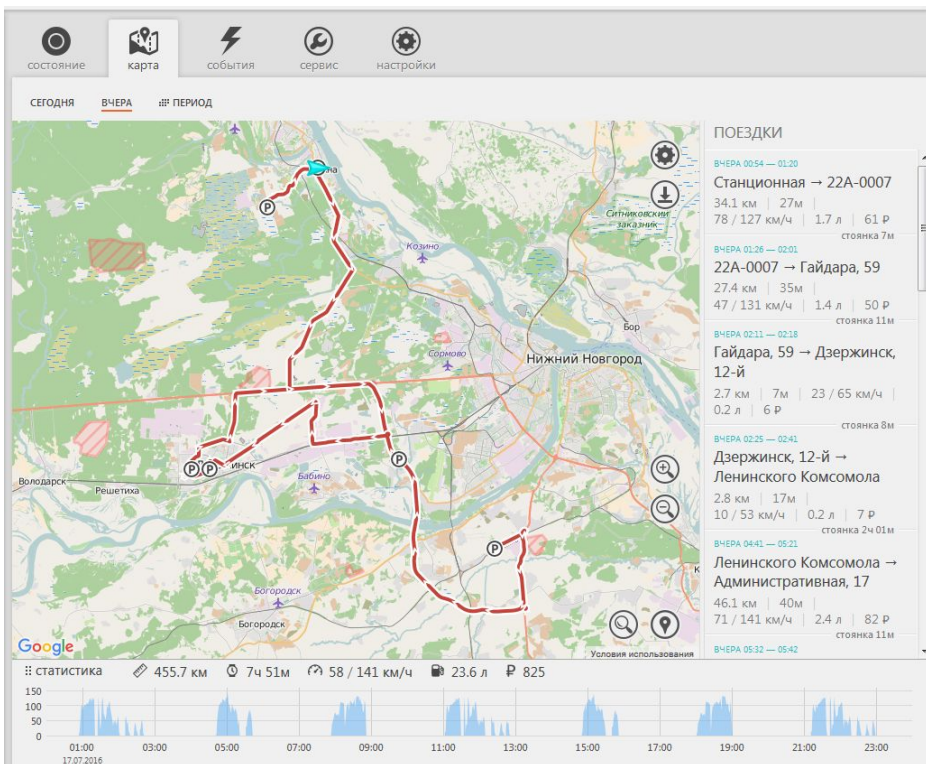 состояние
карта
события
сервис
настройки
СЕГОДНЯ
ВЧЕРА
ПЕРИОД
P
P P
P
P
Козино
Ситниковский
заказник
Бор
Сормово
Нижний Новгород
инск
Володарск
Решетиха
Бабино
Богородск
Богородск
Google
Условия использования
ПОЕЗДКИ
ВЧЕРА 00:54 — 01:20
Станционная → 22А-0007
34.1 км | 27м |
78 / 127 км/ч | 1.7 л | 61 ₽
стоянка 7м
ВЧЕРА 01:26 — 02:01
22А-0007 → Гайдара, 59
27.4 км | 35м |
47 / 131 км/ч | 1.4 л | 50 ₽
стоянка 11м
ВЧЕРА 02:11 — 02:18
Гайдара, 59 → Дзержинск,
12-й
2.7 км | 7м | 23 / 65 км/ч |
0.2 л | 6 ₽
стоянка 8м
ВЧЕРА 02:25 — 02:41
Дзержинск, 12-й →
Ленинского Комсомола
2.8 км | 17м |
10 / 53 км/ч | 0.2 л | 7 ₽
стоянка 2ч 01м
ВЧЕРА 04:41 — 05:21
Ленинского Комсомола →
Административная, 17
46.1 км | 40м |
71 / 141 км/ч | 2.4 л | 82 ₽
стоянка 11м
ВЧЕРА 05:32 — 05:42
статистика
455.7 км
7ч 51м
58 / 141 км/ч
23.6 л
₽ 825
150
100
50
0
01:00 03:00 05:00 07:00 09:00 11:00 13:00 15:00 17:00 19:00 21:00 23:00
17.07.2016